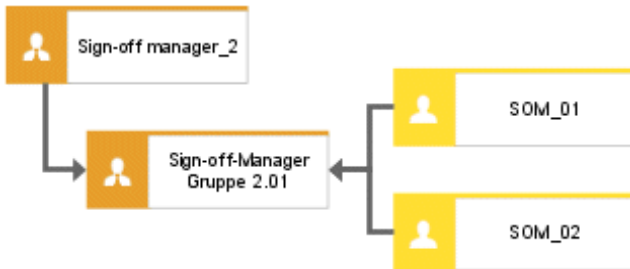 Sign-off manager_2
SOM_01
Sign-off-Manager
Gruppe 2.01
SOM_02